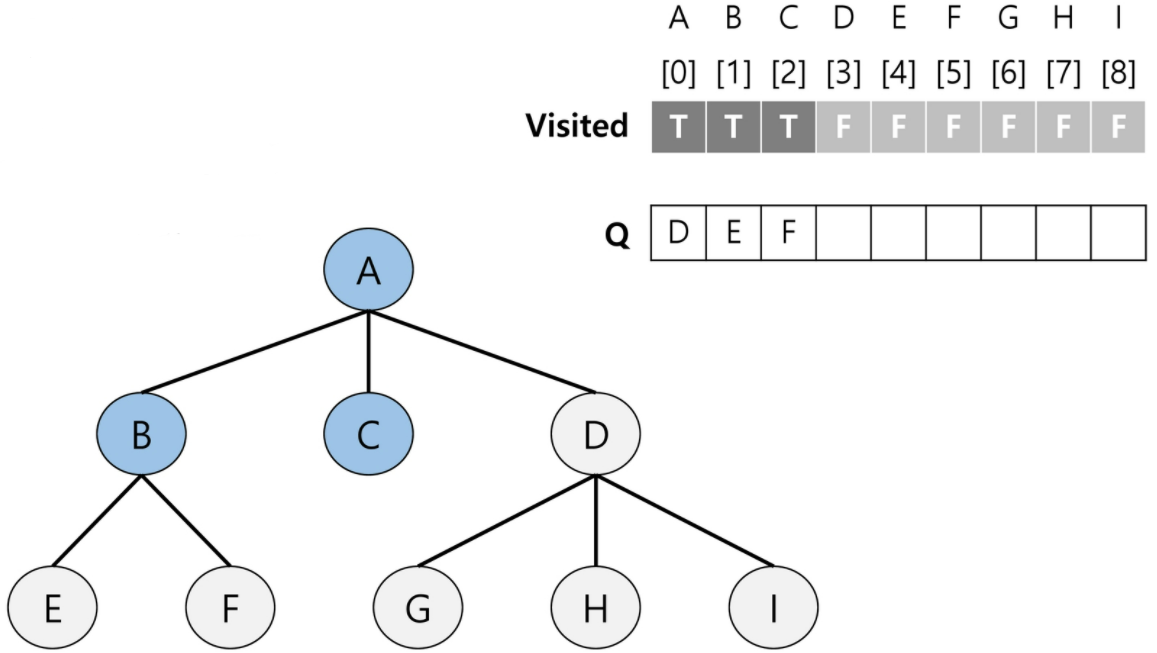 A B C D E F G H I
[0] [1] [2] [3] [4] [5] [6] [7] [8]
Visited T T T F F F F F F
Q D E F
A
B C D
E F G H I